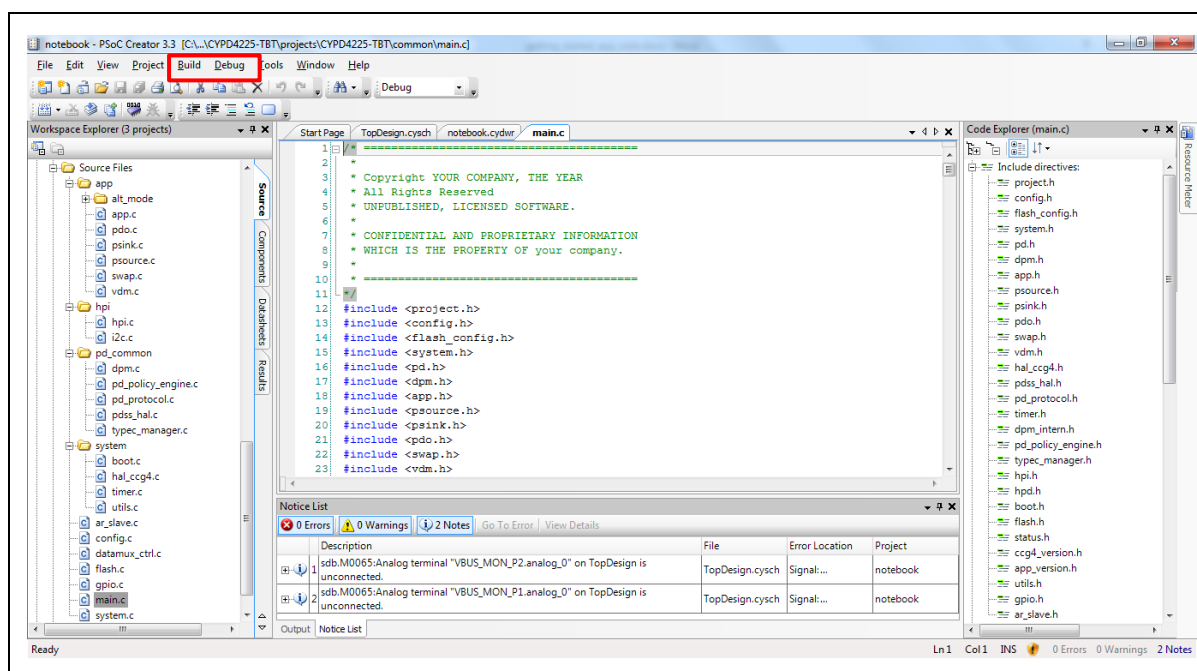 notebook - PSoC Creator 3.3 [C:\...\CYPD4225-TBT\projects\CYPD4225-TBT\common\main.c]
File Edit View Project Build Debug Tools Window Help
Debug
Workspace Explorer (3 projects)
Source Files
app
alt_mode
app.c
pdo.c
psink.c
psource.c
swap.c
vdm.c
hpi
hpi.c
i2c.c
pd_common
dpm.c
pd_policy_engine.c
pd_protocol.c
pdss_hal.c
typec_manager.c
system
boot.c
hal_ccg4.c
timer.c
utils.c
ar_slave.c
config.c
datamux_ctrl.c
flash.c
gpio.c
main.c
system.c
Source
Components
Datasheets
Results
Start Page TopDesign.cysch notebook.cydwr main.c
1 /* ========================================
2 *
3 * Copyright YOUR COMPANY, THE YEAR
4 * All Rights Reserved
5 * UNPUBLISHED, LICENSED SOFTWARE.
6 *
7 * CONFIDENTIAL AND PROPRIETARY INFORMATION
8 * WHICH IS THE PROPERTY OF your company.
9 *
10 * ========================================
11 */
12 #include <project.h>
13 #include <config.h>
14 #include <flash_config.h>
15 #include <system.h>
16 #include <pd.h>
17 #include <dpm.h>
18 #include <app.h>
19 #include <psource.h>
20 #include <psink.h>
21 #include <pdo.h>
22 #include <swap.h>
23 #include <vdm.h>
Notice List
0 Errors 0 Warnings 2 Notes Go To Error View Details
Description File Error Location Project
1 sdb.M0065:Analog terminal "VBUS_MON_P2.analog_0" on TopDesign is unconnected. TopDesign.cysch Signal:... notebook
2 sdb.M0065:Analog terminal "VBUS_MON_P1.analog_0" on TopDesign is unconnected. TopDesign.cysch Signal:... notebook
Output Notice List
Code Explorer (main.c)
Include directives:
project.h
config.h
flash_config.h
system.h
pd.h
dpm.h
app.h
psource.h
psink.h
pdo.h
swap.h
vdm.h
hal_ccg4.h
pdss_hal.h
pd_protocol.h
timer.h
dpm_intern.h
pd_policy_engine.h
typec_manager.h
hpi.h
hpd.h
boot.h
flash.h
status.h
ccg4_version.h
app_version.h
utils.h
gpio.h
ar_slave.h
Resource Meter
Ready Ln 1 Col 1 INS 0 Errors 0 Warnings 2 Notes